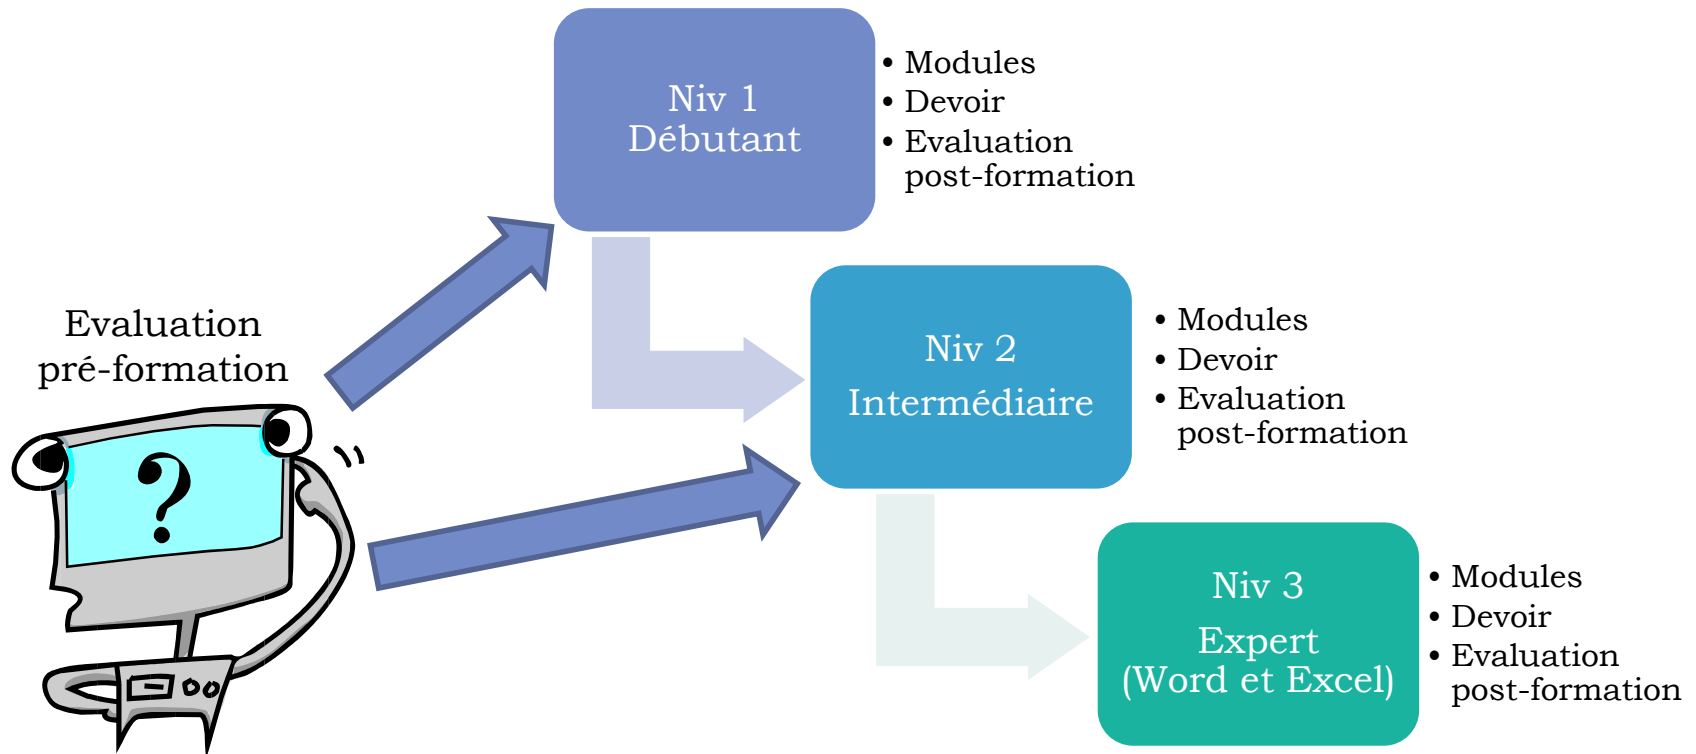 Niv 1
Débutant
• Modules
• Devoir
• Evaluation
post-formation
Evaluation
pré-formation
?
Niv 2
Intermédiaire
• Modules
• Devoir
• Evaluation
post-formation
Niv 3
Expert
(Word et Excel)
• Modules
• Devoir
• Evaluation
post-formation